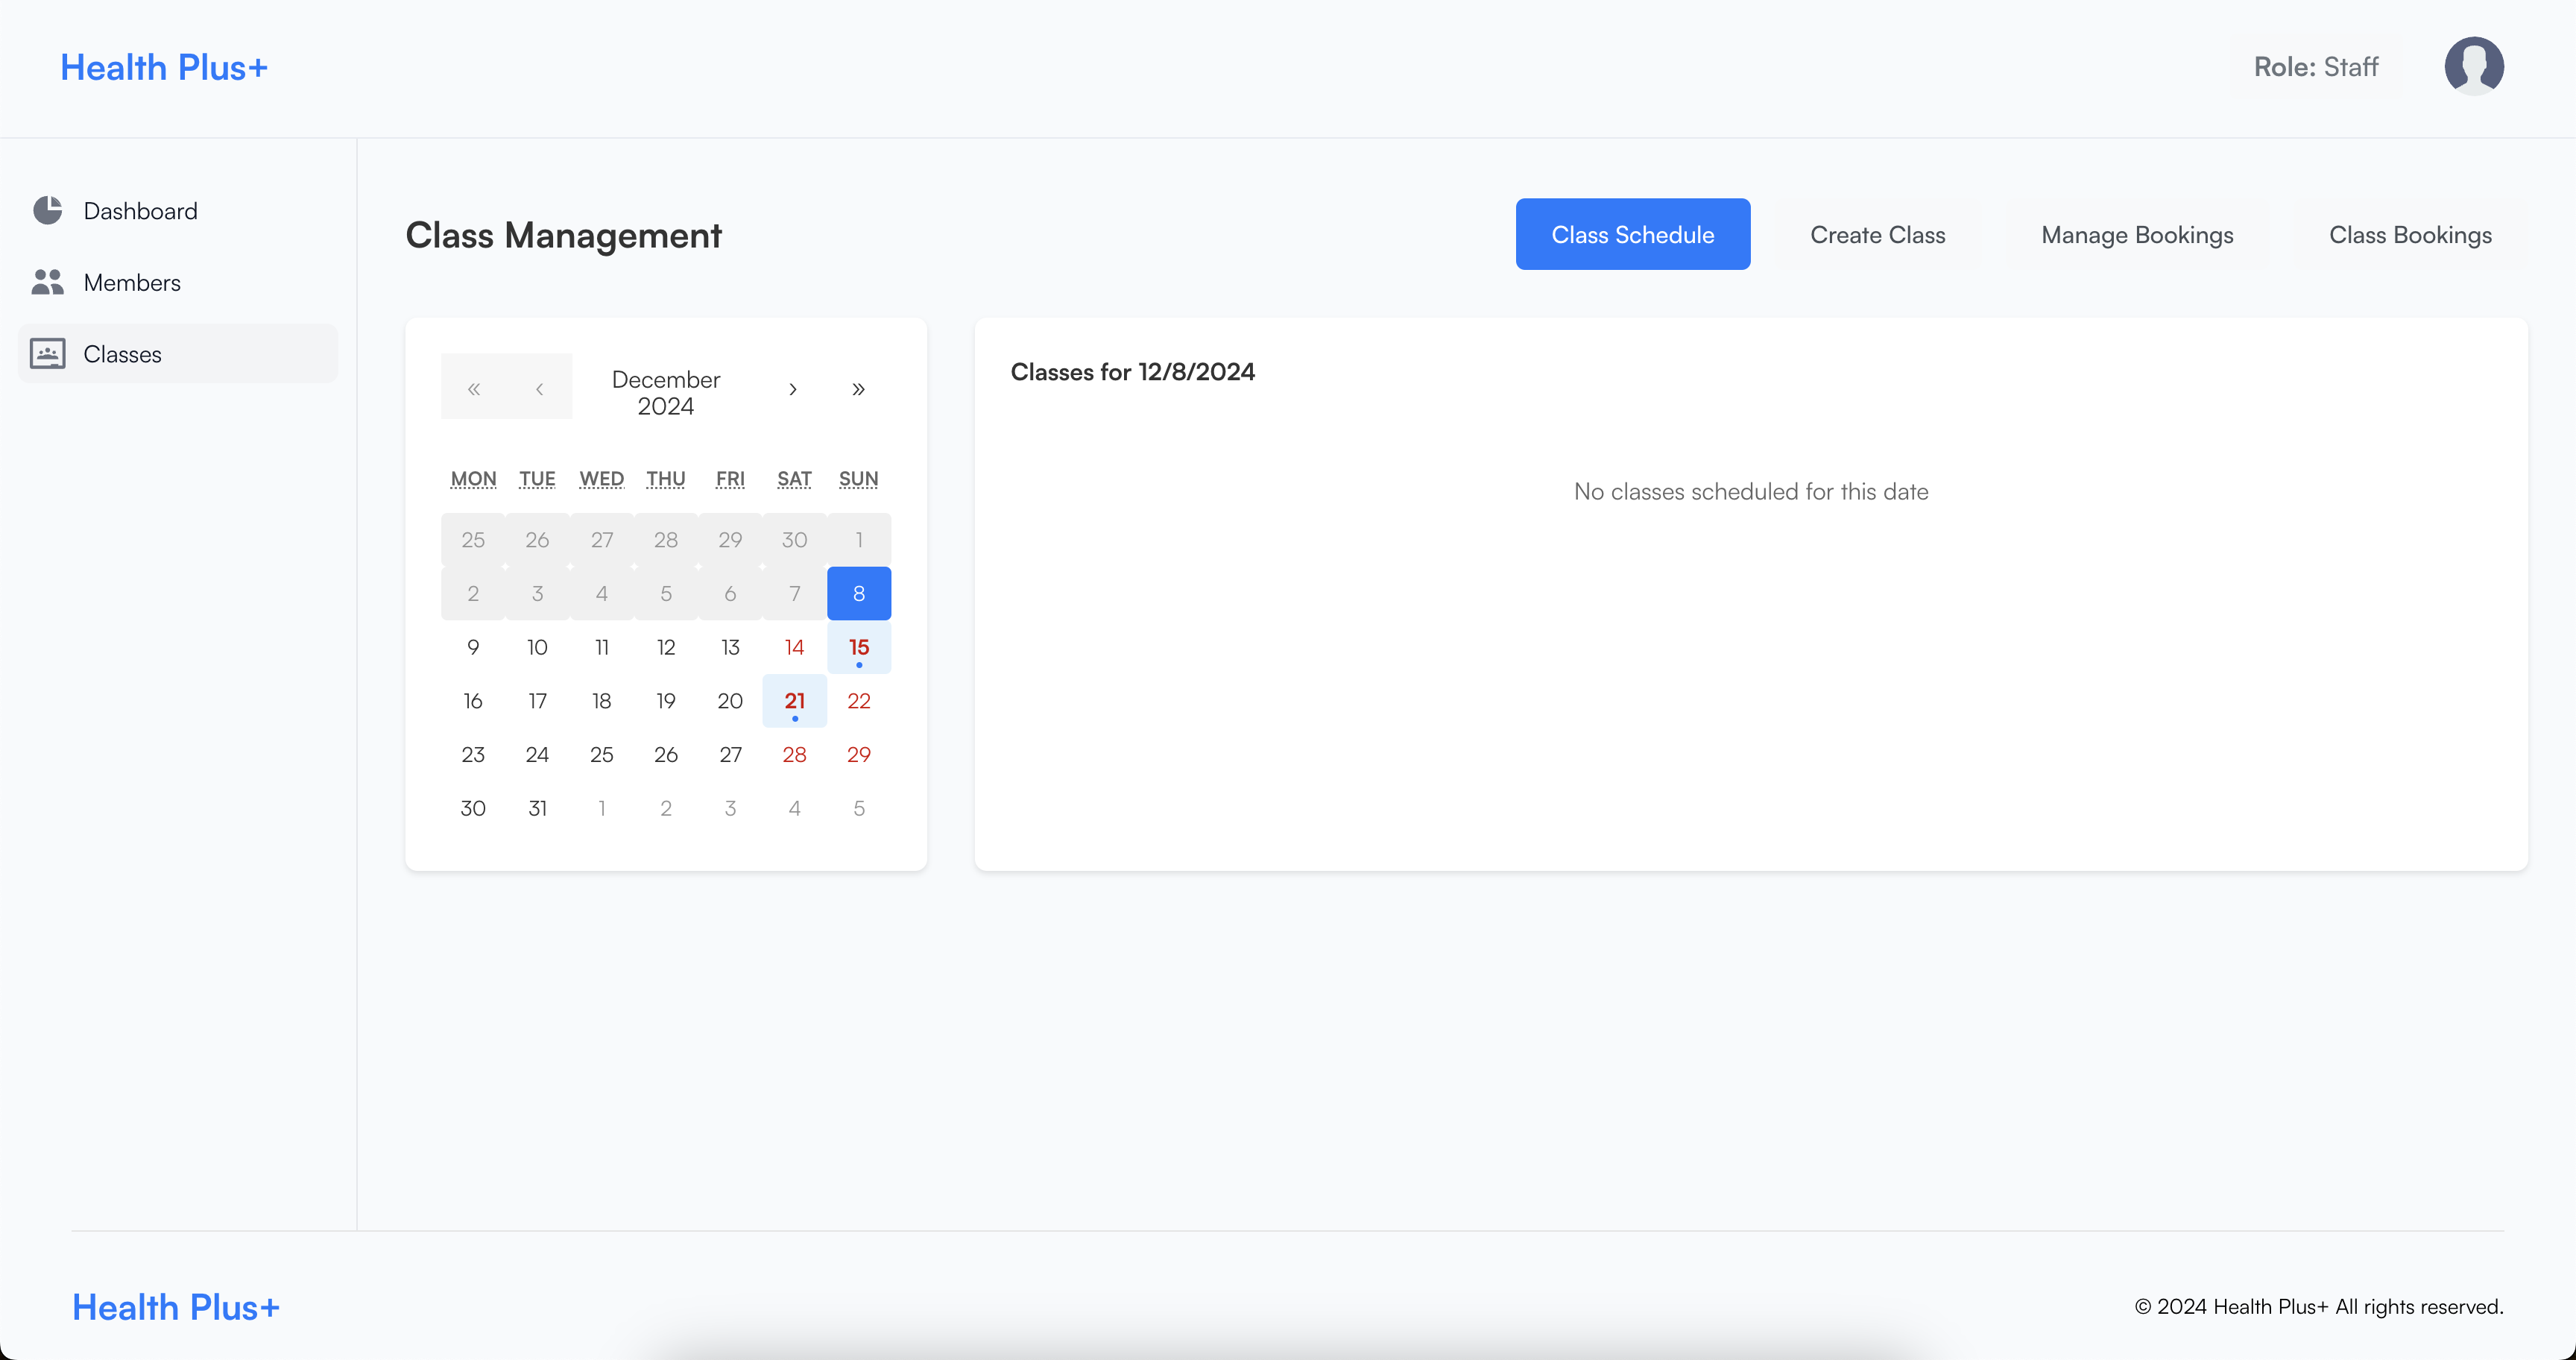 Health Plus+
Role: Staff
Dashboard
Members
Classes
Class Management
Class Schedule
Create Class
Manage Bookings
Class Bookings
« ‹ December 2024 › »
MON TUE WED THU FRI SAT SUN
25 26 27 28 29 30 1
2 3 4 5 6 7 8
9 10 11 12 13 14 15
16 17 18 19 20 21 22
23 24 25 26 27 28 29
30 31 1 2 3 4 5
Classes for 12/8/2024
No classes scheduled for this date
Health Plus+
© 2024 Health Plus+ All rights reserved.